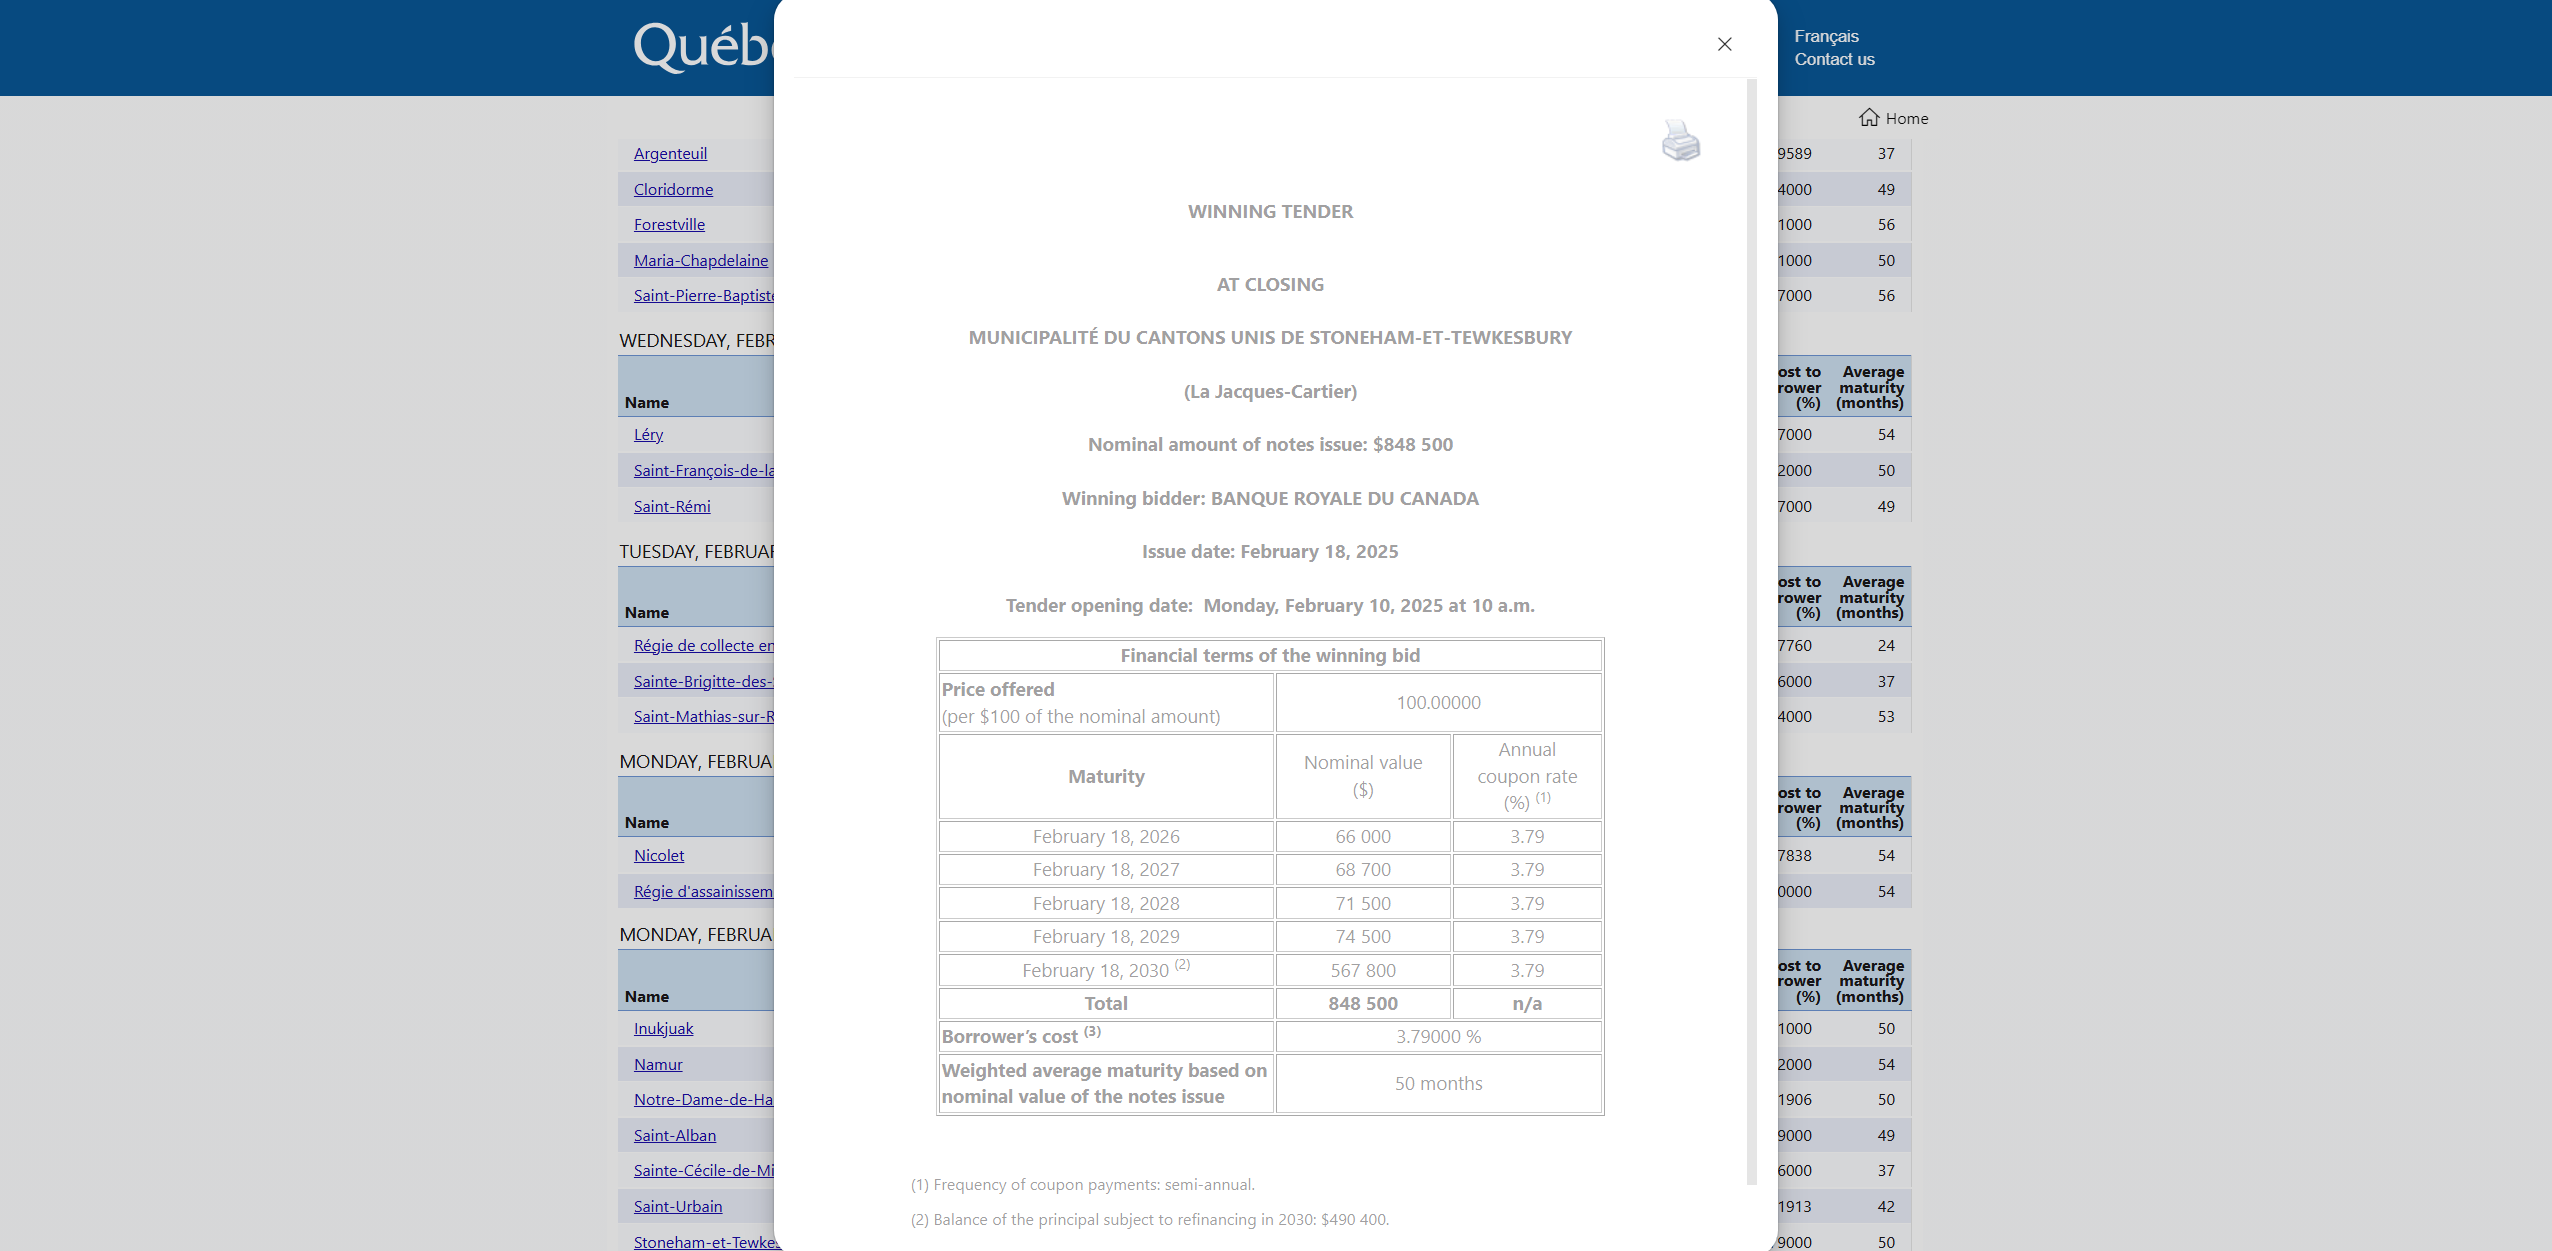 Québ
Français
Contact us
Home
Argenteuil 9589 37
Cloridorme 4000 49
Forestville 1000 56
Maria-Chapdelaine 1000 50
Saint-Pierre-Baptiste 7000 56
WEDNESDAY, FEBR
Name ost to rower (%) Average maturity (months)
Léry 7000 54
Saint-François-de-la 2000 50
Saint-Rémi 7000 49
TUESDAY, FEBRUAR
Name ost to rower (%) Average maturity (months)
Régie de collecte en 7760 24
Sainte-Brigitte-des- 6000 37
Saint-Mathias-sur-R 4000 53
MONDAY, FEBRUA
Name ost to rower (%) Average maturity (months)
Nicolet 7838 54
Régie d'assainissem 0000 54
MONDAY, FEBRUA
Name ost to rower (%) Average maturity (months)
Inukjuak 1000 50
Namur 2000 54
Notre-Dame-de-Ha 1906 50
Saint-Alban 9000 49
Sainte-Cécile-de-Mi 6000 37
Saint-Urbain 1913 42
Stoneham-et-Tewkes 9000 50
WINNING TENDER
AT CLOSING
MUNICIPALITÉ DU CANTONS UNIS DE STONEHAM-ET-TEWKESBURY
(La Jacques-Cartier)
Nominal amount of notes issue: $848 500
Winning bidder: BANQUE ROYALE DU CANADA
Issue date: February 18, 2025
Tender opening date: Monday, February 10, 2025 at 10 a.m.
Financial terms of the winning bid
Price offered
(per $100 of the nominal amount) 100.00000
Maturity Nominal value ($) Annual coupon rate (%) (1)
February 18, 2026 66 000 3.79
February 18, 2027 68 700 3.79
February 18, 2028 71 500 3.79
February 18, 2029 74 500 3.79
February 18, 2030 (2) 567 800 3.79
Total 848 500 n/a
Borrower’s cost (3) 3.79000 %
Weighted average maturity based on
nominal value of the notes issue 50 months
(1) Frequency of coupon payments: semi-annual.
(2) Balance of the principal subject to refinancing in 2030: $490 400.